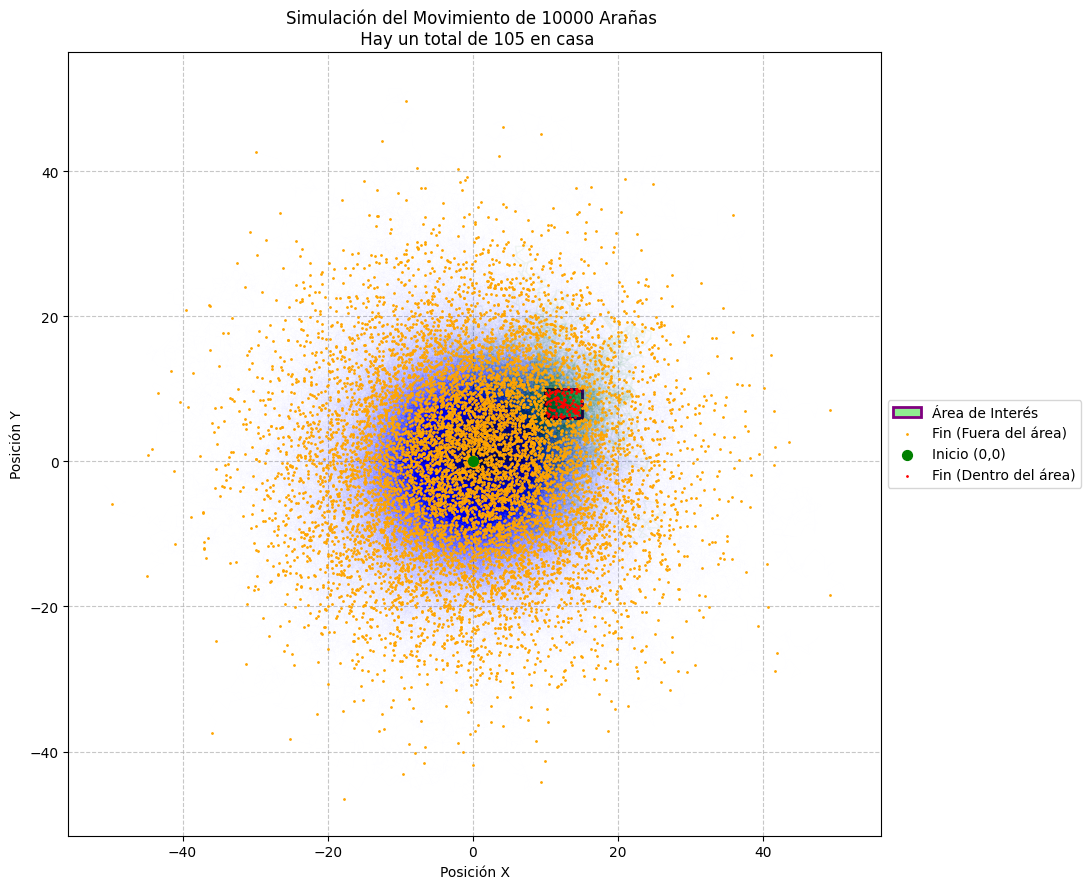 Simulación del Movimiento de 10000 Arañas
Hay un total de 105 en casa
Posición Y
40
20
0
−20
−40
−40
−20
0
20
40
Posición X
Área de Interés
Fin (Fuera del área)
Inicio (0,0)
Fin (Dentro del área)